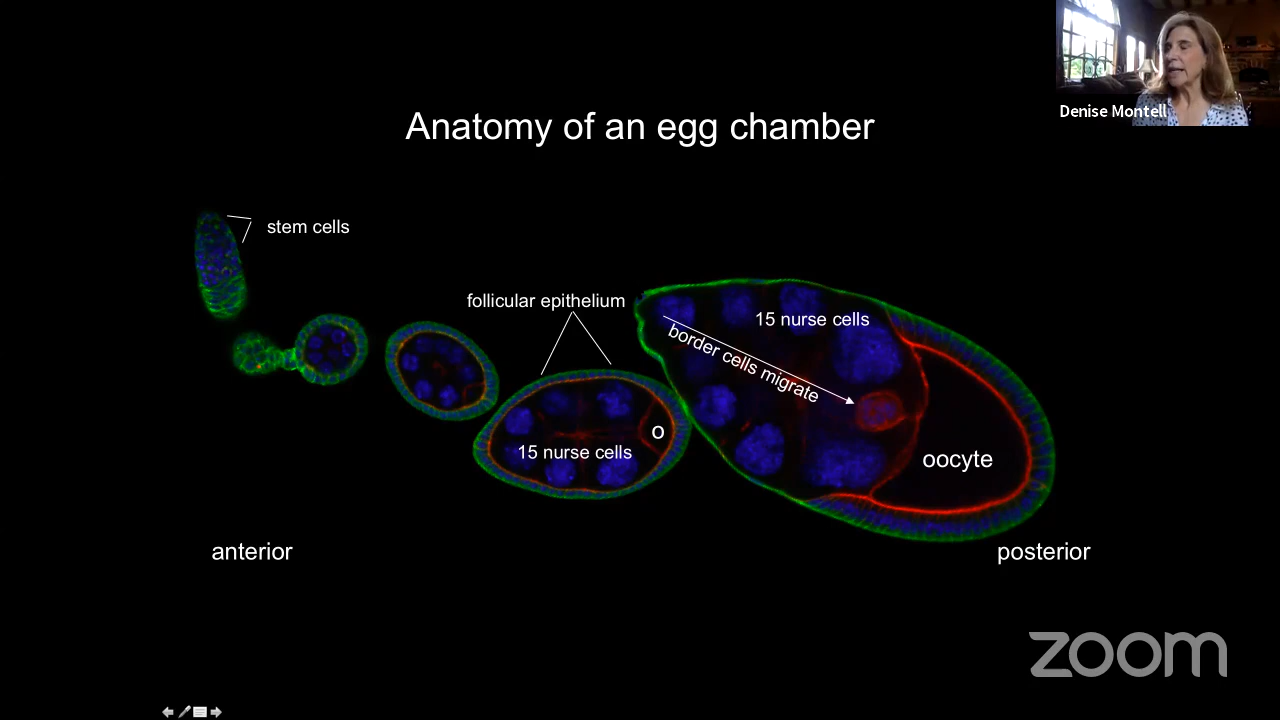 Denise Montell
Anatomy of an egg chamber
stem cells
follicular epithelium
15 nurse cells
border cells migrate
o
15 nurse cells
oocyte
anterior
posterior
zoom